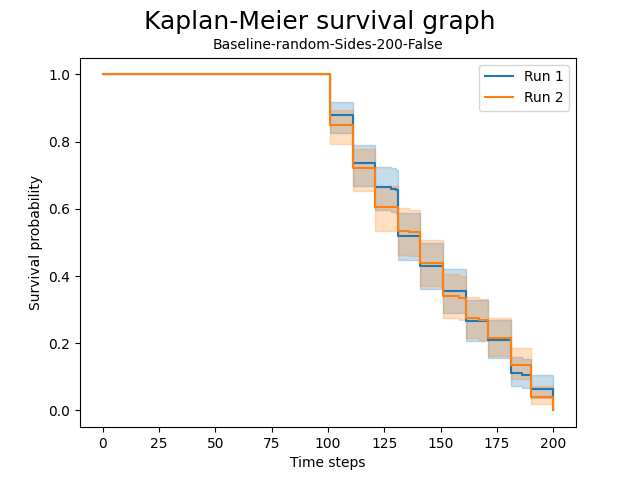 Kaplan-Meier survival graph
Baseline-random-Sides-200-False
Run 1
Run 2
Survival probability
1.0
0.8
0.6
0.4
0.2
0.0
0 25 50 75 100 125 150 175 200
Time steps